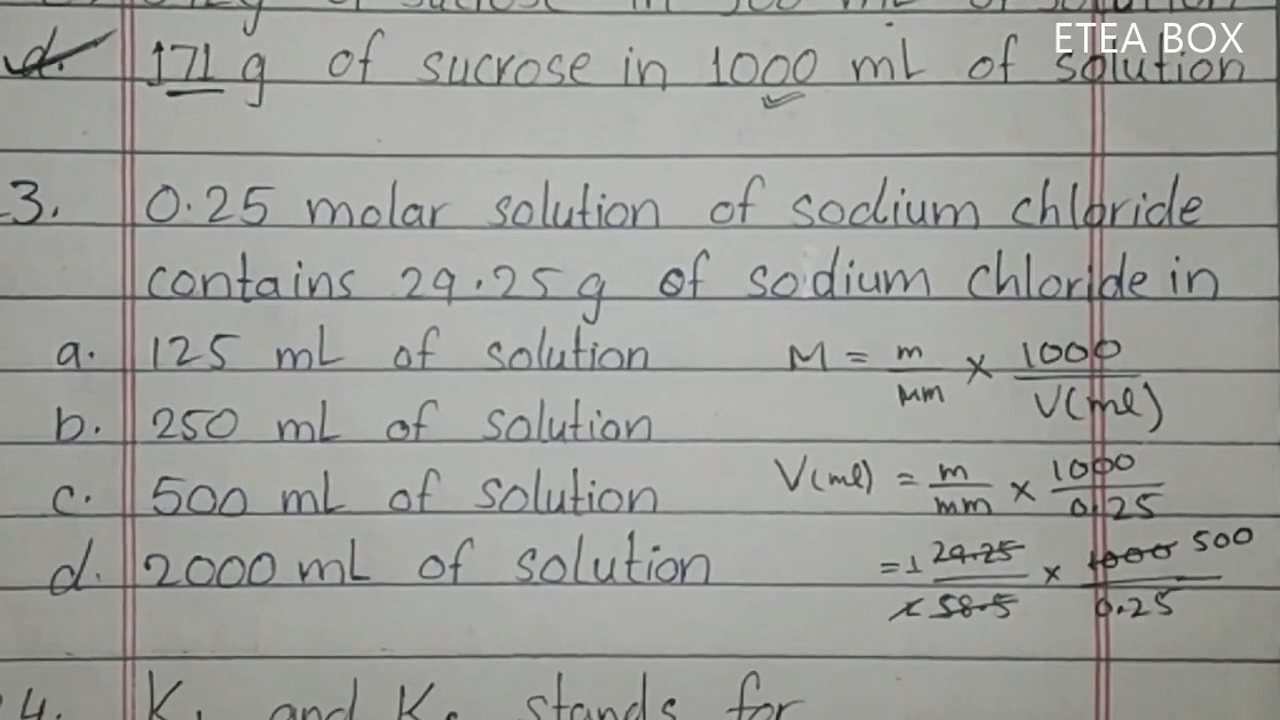 ETEA BOX
d. 171 g of sucrose in 1000 mL of solution
3. 0.25 molar solution of sodium chloride
contains 29.25 g of sodium chloride in
a. 125 mL of solution
M = m/Mm × 1000/V(ml)
b. 250 mL of solution
c. 500 mL of solution
V(ml) = m/mm × 1000/0.25
d. 2000 mL of solution
= 1 29.25/58.5 × 1000 500/0.25
4. K and K stands for